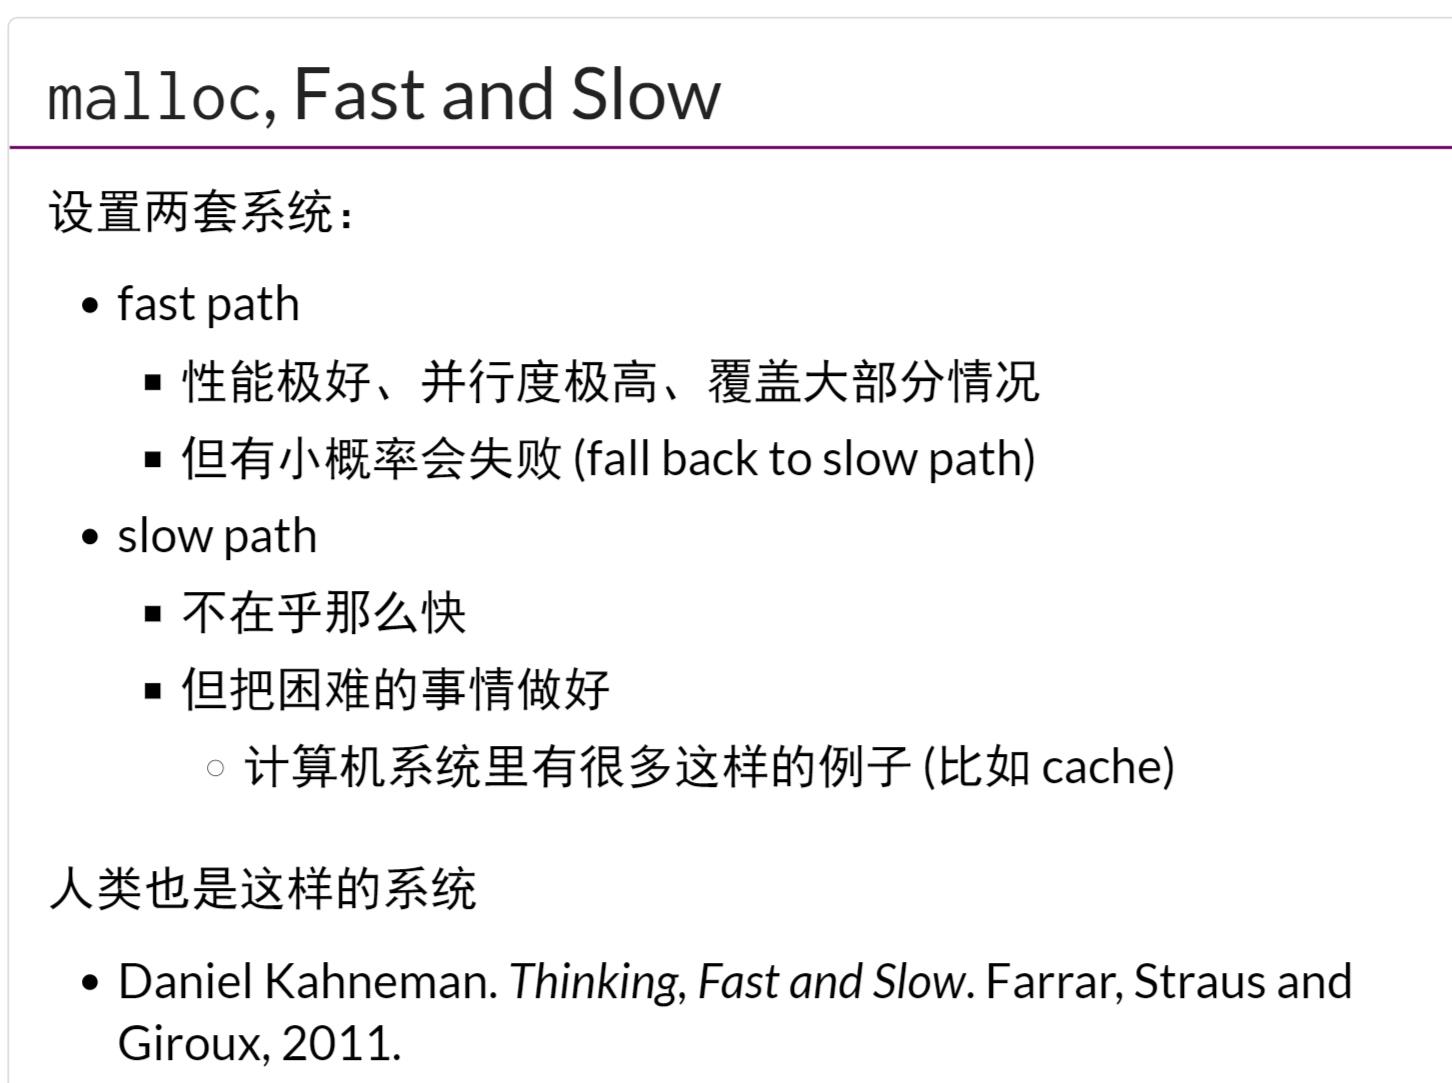 malloc, Fast and Slow
设置两套系统：
fast path
性能极好、并行度极高、覆盖大部分情况
但有小概率会失败 (fall back to slow path)
slow path
不在乎那么快
但把困难的事情做好
计算机系统里有很多这样的例子 (比如 cache)
人类也是这样的系统
Daniel Kahneman. Thinking, Fast and Slow. Farrar, Straus and
Giroux, 2011.